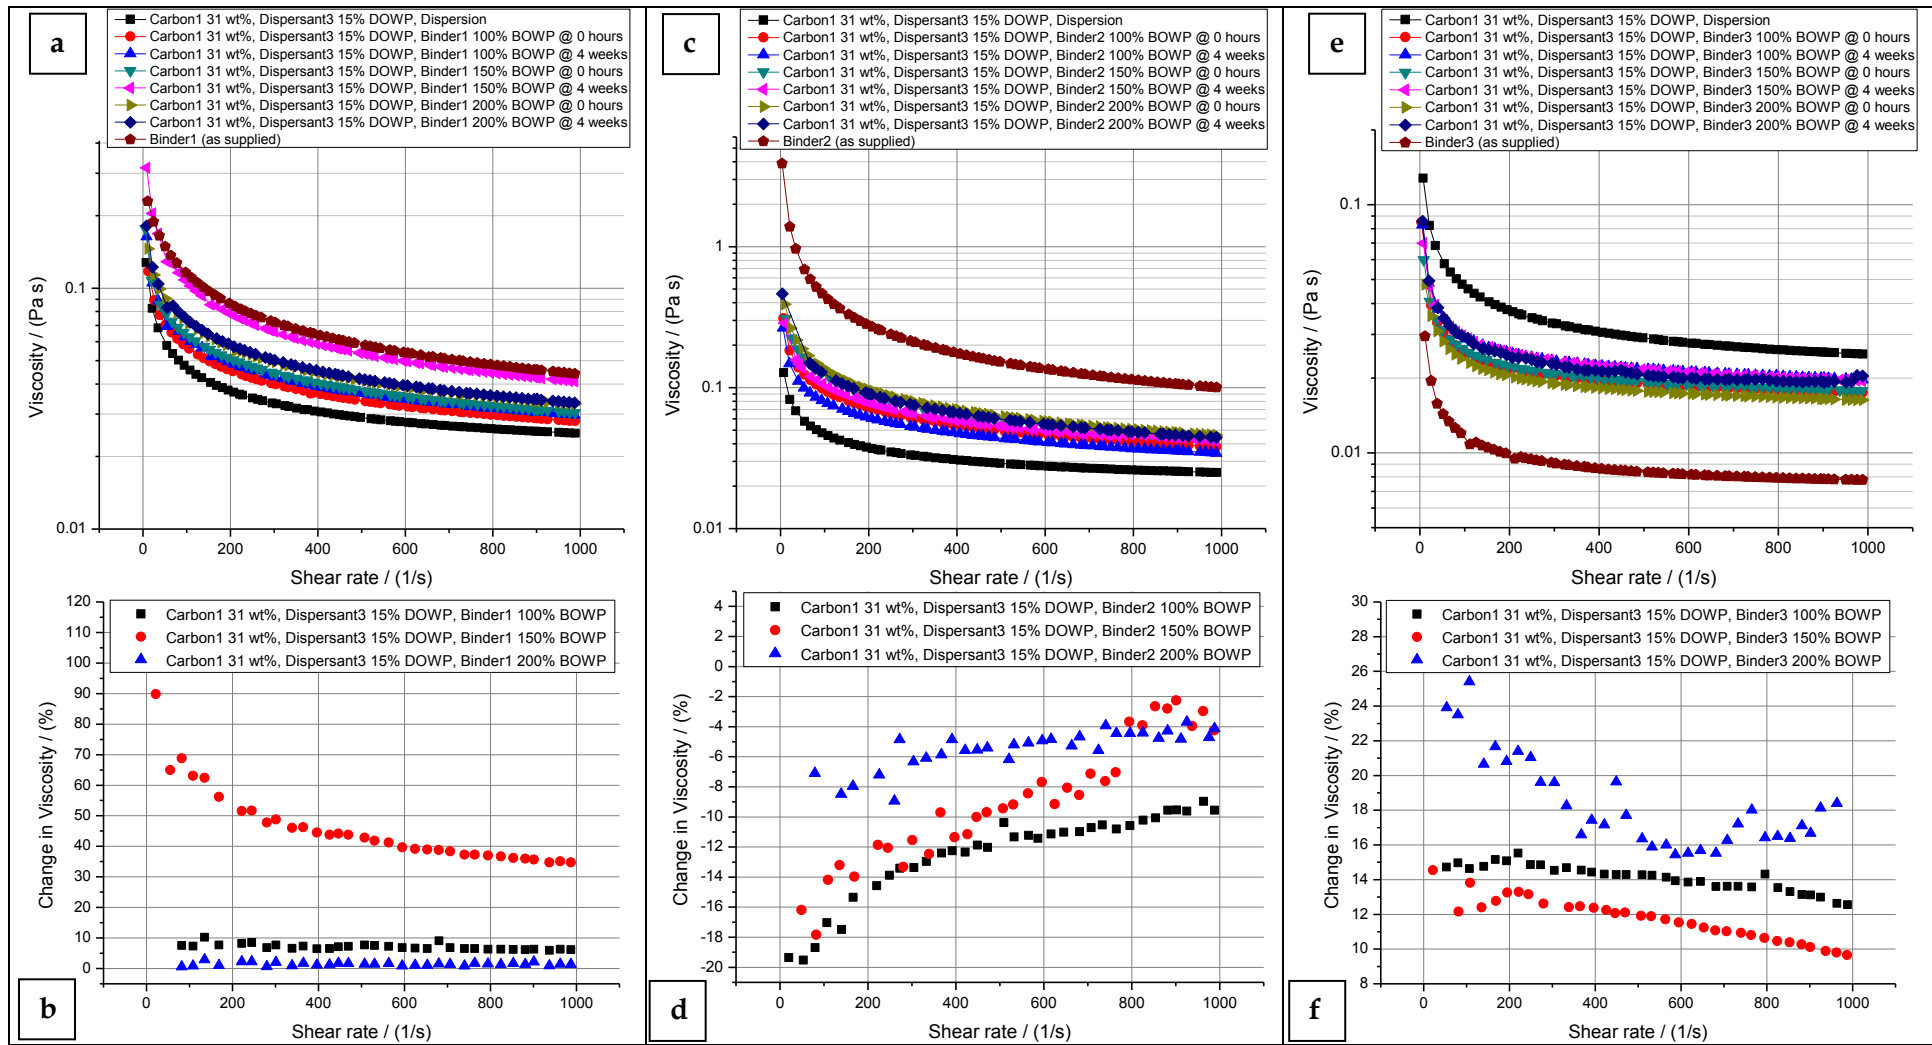 a
Carbon1 31 wt%, Dispersant3 15% DOWP, Dispersion
Carbon1 31 wt%, Dispersant3 15% DOWP, Binder1 100% BOWP @ 0 hours
Carbon1 31 wt%, Dispersant3 15% DOWP, Binder1 100% BOWP @ 4 weeks
Carbon1 31 wt%, Dispersant3 15% DOWP, Binder1 150% BOWP @ 0 hours
Carbon1 31 wt%, Dispersant3 15% DOWP, Binder1 150% BOWP @ 4 weeks
Carbon1 31 wt%, Dispersant3 15% DOWP, Binder1 200% BOWP @ 0 hours
Carbon1 31 wt%, Dispersant3 15% DOWP, Binder1 200% BOWP @ 4 weeks
Binder1 (as supplied)
Viscosity / (Pa s)
0.1
0.01
0 200 400 600 800 1000
Shear rate / (1/s)
b
Carbon1 31 wt%, Dispersant3 15% DOWP, Binder1 100% BOWP
Carbon1 31 wt%, Dispersant3 15% DOWP, Binder1 150% BOWP
Carbon1 31 wt%, Dispersant3 15% DOWP, Binder1 200% BOWP
Change in Viscosity / (%)
120
110
100
90
80
70
60
50
40
30
20
10
0
0 200 400 600 800 1000
Shear rate / (1/s)
c
Carbon1 31 wt%, Dispersant3 15% DOWP, Dispersion
Carbon1 31 wt%, Dispersant3 15% DOWP, Binder2 100% BOWP @ 0 hours
Carbon1 31 wt%, Dispersant3 15% DOWP, Binder2 100% BOWP @ 4 weeks
Carbon1 31 wt%, Dispersant3 15% DOWP, Binder2 150% BOWP @ 0 hours
Carbon1 31 wt%, Dispersant3 15% DOWP, Binder2 150% BOWP @ 4 weeks
Carbon1 31 wt%, Dispersant3 15% DOWP, Binder2 200% BOWP @ 0 hours
Carbon1 31 wt%, Dispersant3 15% DOWP, Binder2 200% BOWP @ 4 weeks
Binder2 (as supplied)
Viscosity / (Pa s)
1
0.1
0.01
0 200 400 600 800 1000
Shear rate / (1/s)
d
Carbon1 31 wt%, Dispersant3 15% DOWP, Binder2 100% BOWP
Carbon1 31 wt%, Dispersant3 15% DOWP, Binder2 150% BOWP
Carbon1 31 wt%, Dispersant3 15% DOWP, Binder2 200% BOWP
Change in Viscosity / (%)
4
2
0
-2
-4
-6
-8
-10
-12
-14
-16
-18
-20
0 200 400 600 800 1000
Shear rate / (1/s)
e
Carbon1 31 wt%, Dispersant3 15% DOWP, Dispersion
Carbon1 31 wt%, Dispersant3 15% DOWP, Binder3 100% BOWP @ 0 hours
Carbon1 31 wt%, Dispersant3 15% DOWP, Binder3 100% BOWP @ 4 weeks
Carbon1 31 wt%, Dispersant3 15% DOWP, Binder3 150% BOWP @ 0 hours
Carbon1 31 wt%, Dispersant3 15% DOWP, Binder3 150% BOWP @ 4 weeks
Carbon1 31 wt%, Dispersant3 15% DOWP, Binder3 200% BOWP @ 0 hours
Carbon1 31 wt%, Dispersant3 15% DOWP, Binder3 200% BOWP @ 4 weeks
Binder3 (as supplied)
Viscosity / (Pa s)
0.1
0.01
0 200 400 600 800 1000
Shear rate / (1/s)
f
Carbon1 31 wt%, Dispersant3 15% DOWP, Binder3 100% BOWP
Carbon1 31 wt%, Dispersant3 15% DOWP, Binder3 150% BOWP
Carbon1 31 wt%, Dispersant3 15% DOWP, Binder3 200% BOWP
Change in Viscosity / (%)
30
28
26
24
22
20
18
16
14
12
10
8
0 200 400 600 800 1000
Shear rate / (1/s)